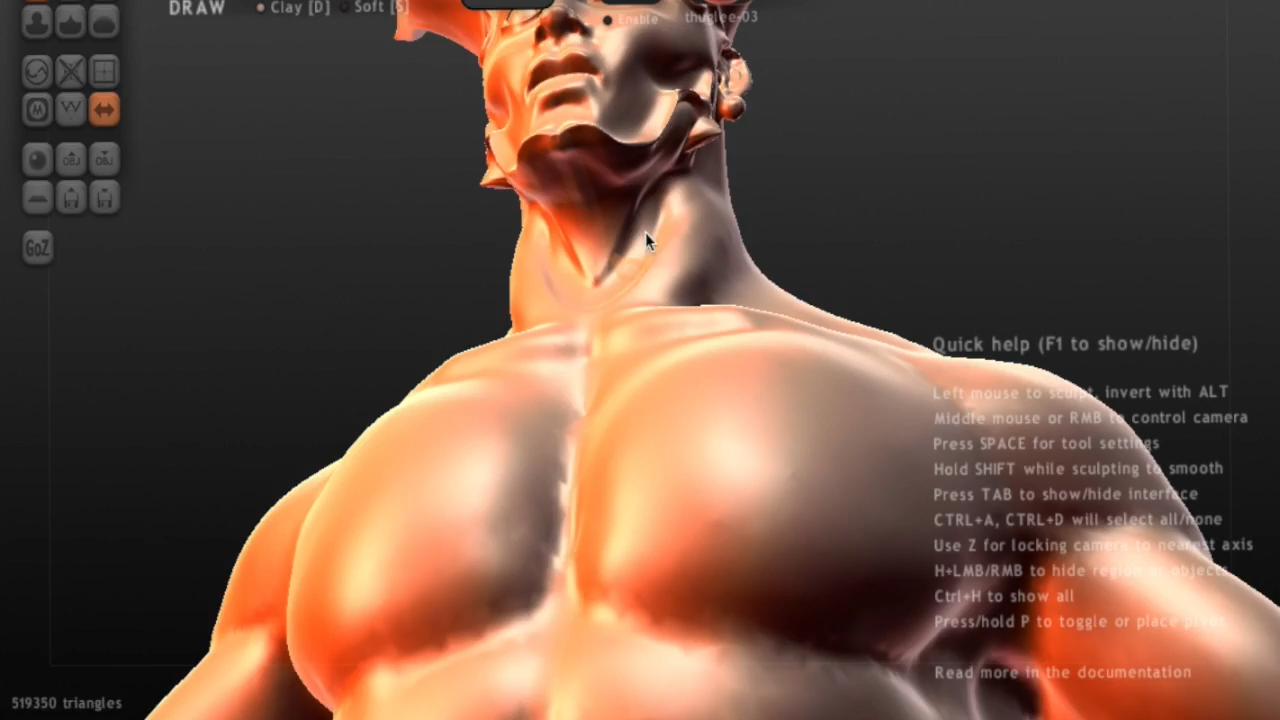 DRAW
Clay [D]
Soft [S]
Enable
thuglee-03
OBJ
OBJ
GoZ
Quick help (F1 to show/hide)
Left mouse to sculpt, invert with ALT
Middle mouse or RMB to control camera
Press SPACE for tool settings
Hold SHIFT while sculpting to smooth
Press TAB to show/hide interface
CTRL+A, CTRL+D will select all/none
Use Z for locking camera to nearest axis
H+LMB/RMB to hide region or objects
Ctrl+H to show all
Press/hold P to toggle or place pivot
Read more in the documentation
519350 triangles